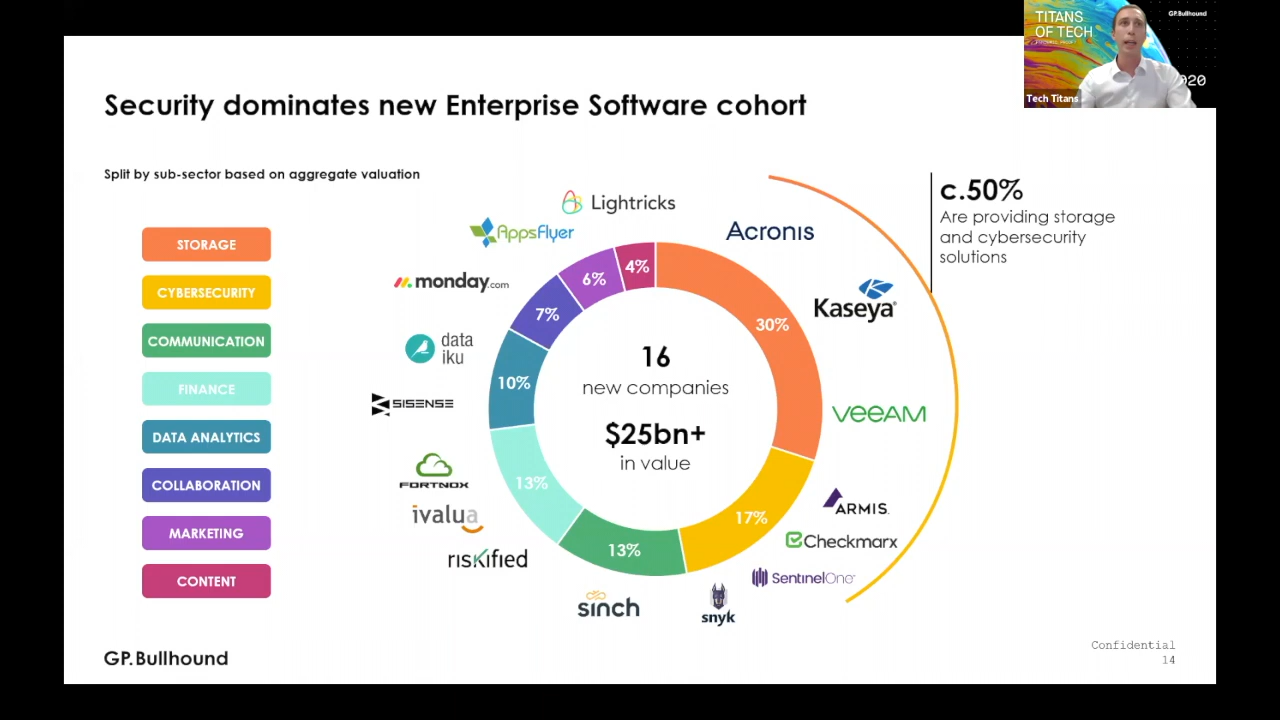 TITANS
OF TECH
GP.Bullhound
Tech Titans
Security dominates new Enterprise Software cohort
Split by sub-sector based on aggregate valuation
STORAGE
CYBERSECURITY
COMMUNICATION
FINANCE
DATA ANALYTICS
COLLABORATION
MARKETING
CONTENT
Lightricks
AppsFlyer
monday.com
data
iku
SISENSE
FORTNOX
ivalua
riskified
sinch
snyk
SentinelOne
Checkmarx
ARMIS
VEEAM
Kaseya
Acronis
30%
17%
13%
13%
10%
7%
6%
4%
16
new companies
$25bn+
in value
c.50%
Are providing storage
and cybersecurity
solutions
GP.Bullhound
Confidential
14